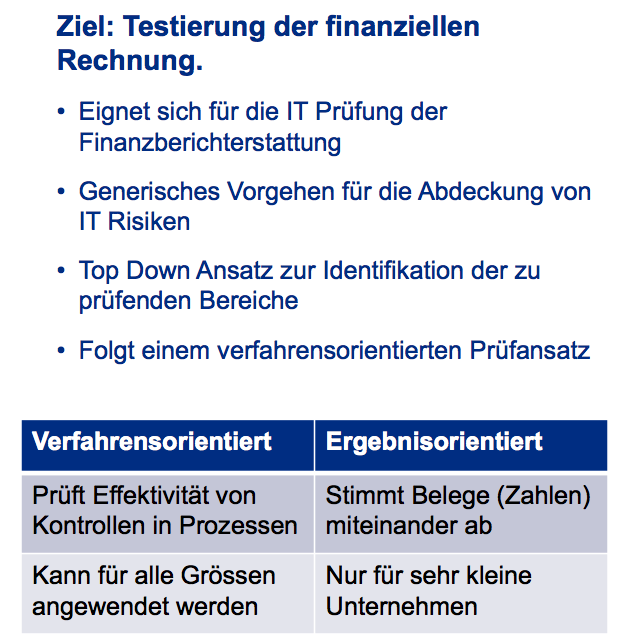 Ziel: Testierung der finanziellen
Rechnung.
• Eignet sich für die IT Prüfung der
Finanzberichterstattung
• Generisches Vorgehen für die Abdeckung von
IT Risiken
• Top Down Ansatz zur Identifikation der zu
prüfenden Bereiche
• Folgt einem verfahrensorientierten Prüfansatz
Verfahrensorientiert
Ergebnisorientiert
Prüft Effektivität von
Kontrollen in Prozessen
Stimmt Belege (Zahlen)
miteinander ab
Kann für alle Grössen
angewendet werden
Nur für sehr kleine
Unternehmen